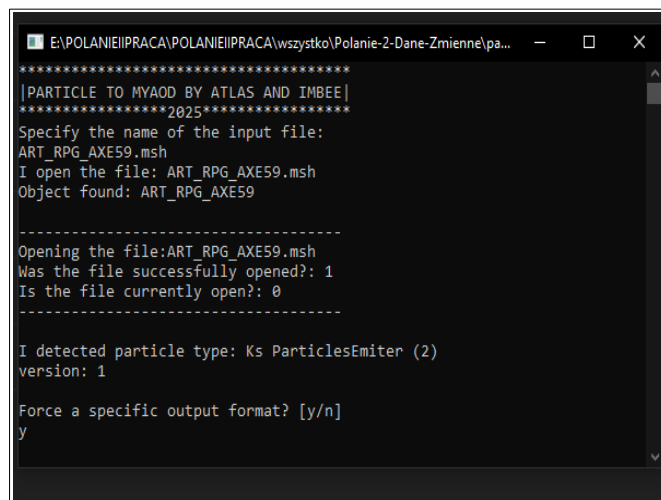 E:\POLANIEIIPRACA\POLANIEIIPRACA\wszystko\Polanie-2-Dane-Zmienne\pa...
**************************************
|PARTICLE TO MYAOD BY ATLAS AND IMBEE|
*****************2025*****************
Specify the name of the input file:
ART_RPG_AXE59.msh
I open the file: ART_RPG_AXE59.msh
Object found: ART_RPG_AXE59
-------------------------------------
Opening the file:ART_RPG_AXE59.msh
Was the file successfully opened?: 1
Is the file currently open?: 0
-------------------------------------
I detected particle type: Ks ParticlesEmiter (2)
version: 1
Force a specific output format? [y/n]
y